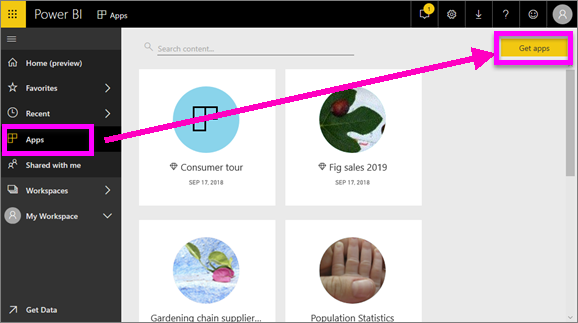 Power BI Apps
1
?
Search content...
Get apps
Home (preview)
Favorites
Recent
Apps
Shared with me
Workspaces
My Workspace
Get Data
Consumer tour
SEP 17, 2018
Fig sales 2019
SEP 17, 2018
Gardening chain supplier...
Population Statistics